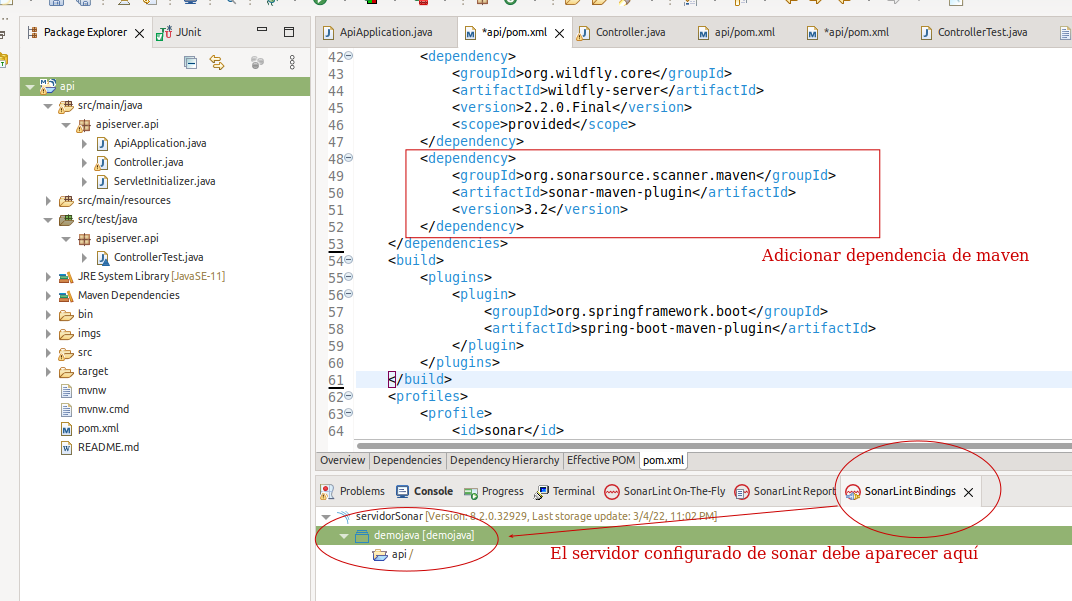 Package Explorer
JUnit
api
src/main/java
apiserver.api
ApiApplication.java
Controller.java
ServletInitializer.java
src/main/resources
src/test/java
apiserver.api
ControllerTest.java
JRE System Library [JavaSE-11]
Maven Dependencies
bin
imgs
src
target
mvnw
mvnw.cmd
pom.xml
README.md
ApiApplication.java
*api/pom.xml
Controller.java
api/pom.xml
*api/pom.xml
ControllerTest.java
42 <dependency>
43 <groupId>org.wildfly.core</groupId>
44 <artifactId>wildfly-server</artifactId>
45 <version>2.2.0.Final</version>
46 <scope>provided</scope>
47 </dependency>
48 <dependency>
49 <groupId>org.sonarsource.scanner.maven</groupId>
50 <artifactId>sonar-maven-plugin</artifactId>
51 <version>3.2</version>
52 </dependency>
53 </dependencies>
Adicionar dependencia de maven
54 <build>
55 <plugins>
56 <plugin>
57 <groupId>org.springframework.boot</groupId>
58 <artifactId>spring-boot-maven-plugin</artifactId>
59 </plugin>
60 </plugins>
61 </build>
62 <profiles>
63 <profile>
64 <id>sonar</id>
Overview
Dependencies
Dependency Hierarchy
Effective POM
pom.xml
Problems
Console
Progress
Terminal
SonarLint On-The-Fly
SonarLint Report
SonarLint Bindings
servidorSonar [Version: 8.2.0.32929, Last storage update: 3/4/22, 11:02 PM]
demojava [demojava]
api /
El servidor configurado de sonar debe aparecer aquí